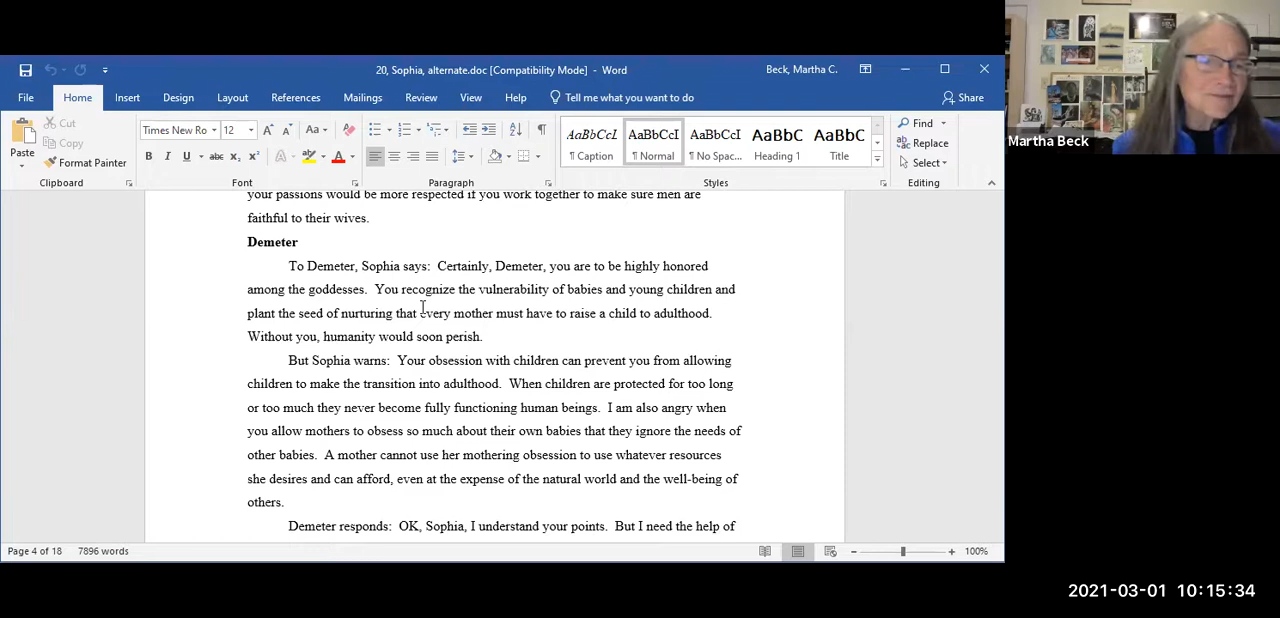 20, Sophia, alternate.doc [Compatibility Mode] - Word
Beck, Martha C.
File Home Insert Design Layout References Mailings Review View Help Tell me what you want to do Share
Paste
Cut
Copy
Format Painter
Clipboard
Times New Ro 12
Font
Paragraph
AaBbCcL AaBbCcI AaBbCcI AaBbC AaBbC
¶ Caption ¶ Normal ¶ No Spac... Heading 1 Title
Styles
Find
Replace
Select
Editing
your passions would be more respected if you work together to make sure men are
faithful to their wives.
Demeter
To Demeter, Sophia says: Certainly, Demeter, you are to be highly honored
among the goddesses. You recognize the vulnerability of babies and young children and
plant the seed of nurturing that every mother must have to raise a child to adulthood.
Without you, humanity would soon perish.
But Sophia warns: Your obsession with children can prevent you from allowing
children to make the transition into adulthood. When children are protected for too long
or too much they never become fully functioning human beings. I am also angry when
you allow mothers to obsess so much about their own babies that they ignore the needs of
other babies. A mother cannot use her mothering obsession to use whatever resources
she desires and can afford, even at the expense of the natural world and the well-being of
others.
Demeter responds: OK, Sophia, I understand your points. But I need the help of
Page 4 of 18 7896 words 100%
Martha Beck
2021-03-01 10:15:34